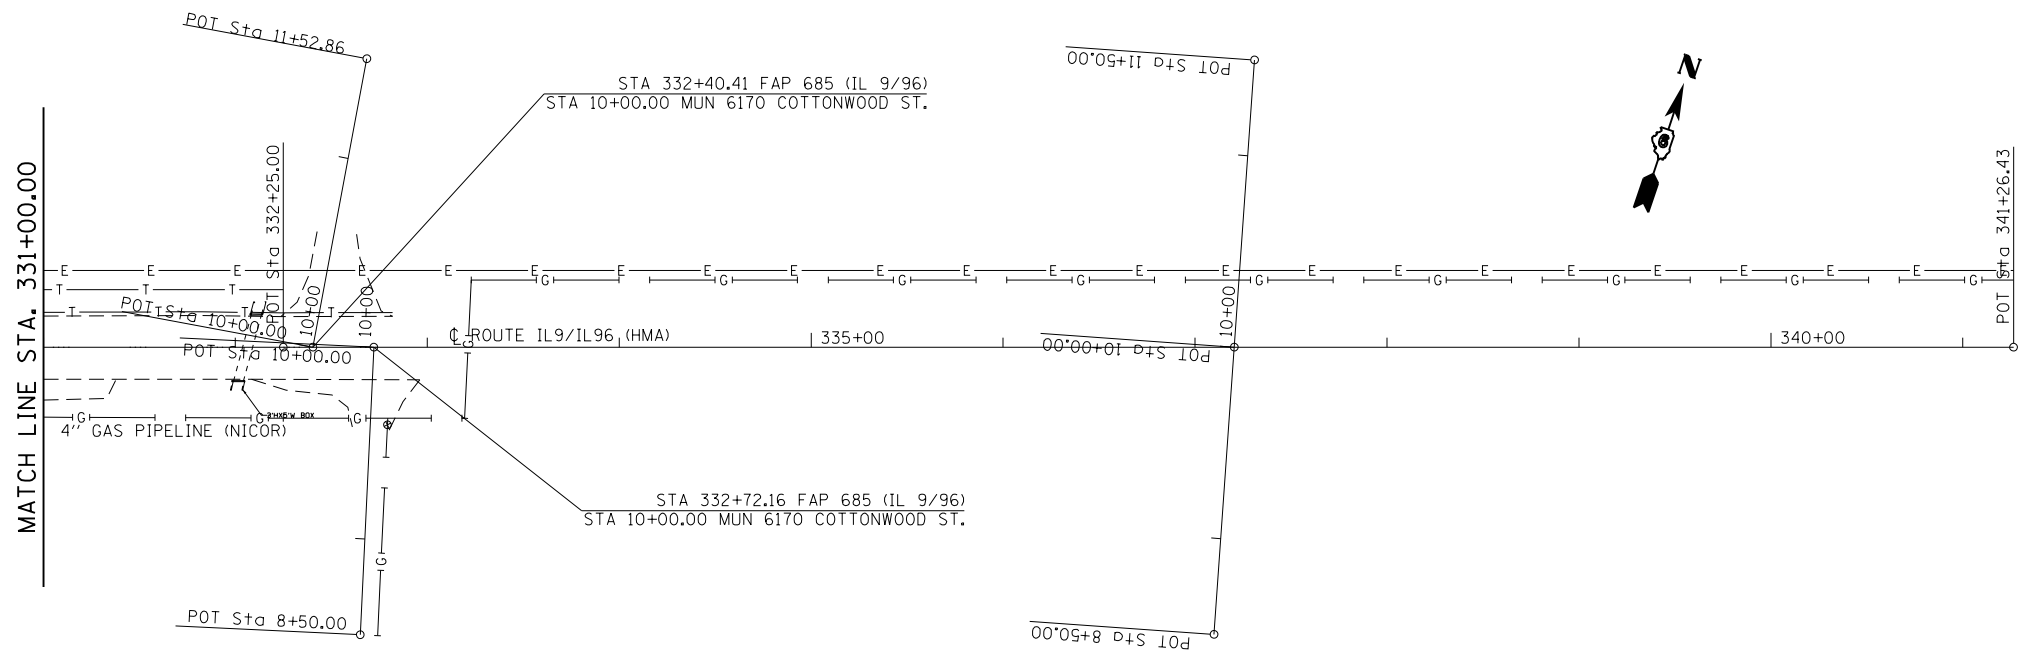 POT Sta 11+52.86
STA 332+40.41 FAP 685 (IL 9/96)
STA 10+00.00 MUN 6170 COTTONWOOD ST.
POT Sta 11+50.00
N
MATCH LINE STA. 331+00.00
POT Sta 332+25.00
POT Sta 341+26.43
E E E E E E E E E E E E E E E E E E E E E E
G G G G G G G G G
T T T
T T T T
POT Sta 10+00.00
10+00
10+00
10+00
℄ ROUTE IL9/IL96 (HMA)
335+00
340+00
POT Sta 10+00.00
POT Sta 10+00.00
G
G G G
3'HX5'W BOX
4'' GAS PIPELINE (NICOR)
STA 332+72.16 FAP 685 (IL 9/96)
STA 10+00.00 MUN 6170 COTTONWOOD ST.
G
POT Sta 8+50.00
POT Sta 8+50.00